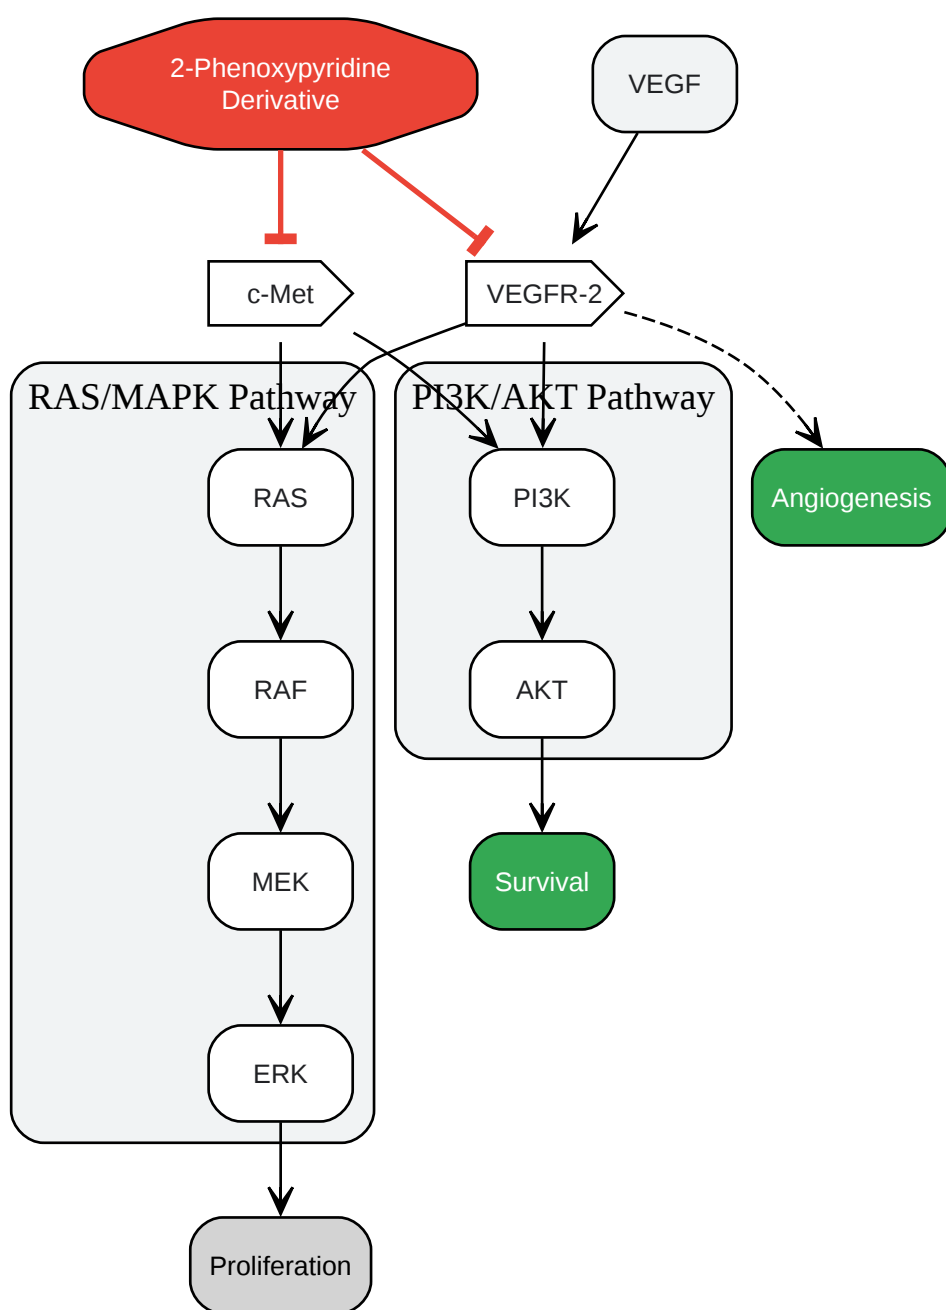 2-Phenoxypyridine
Derivative
VEGF
c-Met
VEGFR-2
RAS/MAPK Pathway
PI3K/AKT Pathway
RAS
PI3K
Angiogenesis
RAF
AKT
MEK
Survival
ERK
Proliferation